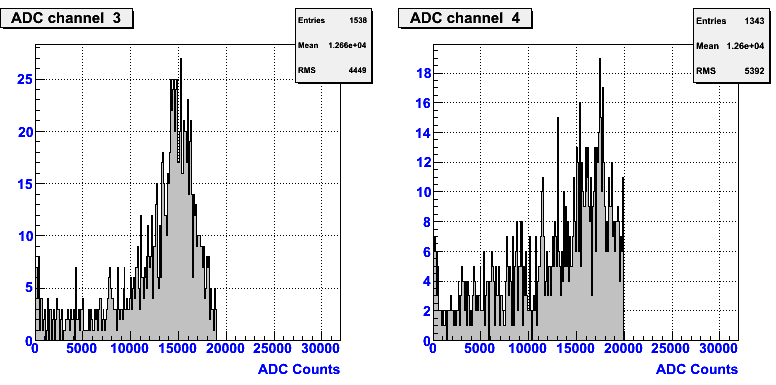 ADC channel 3
Entries 1538
Mean 1.266e+04
RMS 4449
25
20
15
10
5
0
0 5000 10000 15000 20000 25000 30000
ADC Counts
ADC channel 4
Entries 1343
Mean 1.26e+04
RMS 5392
18
16
14
12
10
8
6
4
2
0
0 5000 10000 15000 20000 25000 30000
ADC Counts